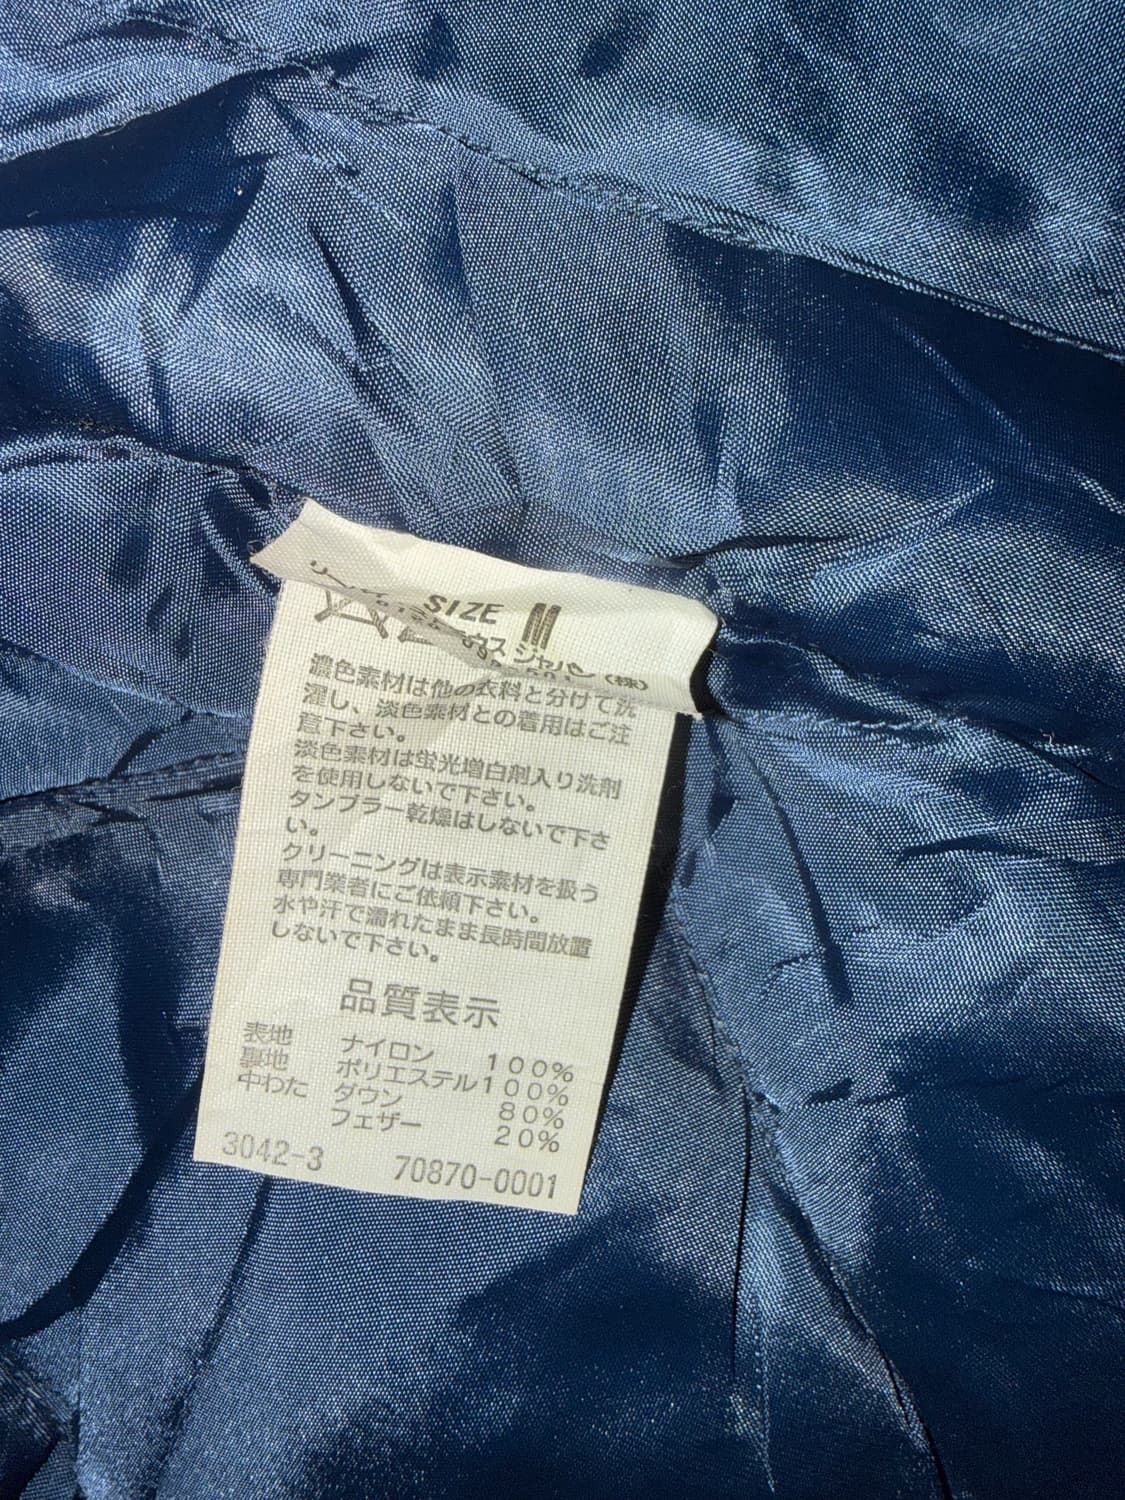 SIZE M
ウス ジャパン (株)
濃色素材は他の衣料と分けて洗
濯し、淡色素材との着用はご注
意下さい。
淡色素材は蛍光増白剤入り洗剤
を使用しないで下さい。
タンブラー乾燥はしないで下さ
い。
クリーニングは表示素材を扱う
専門業者にご依頼下さい。
水や汗で濡れたまま長時間放置
しないで下さい。
品質表示
表地 ナイロン 100%
裏地 ポリエステル 100%
中わた ダウン 80%
フェザー 20%
3042-3 70870-0001